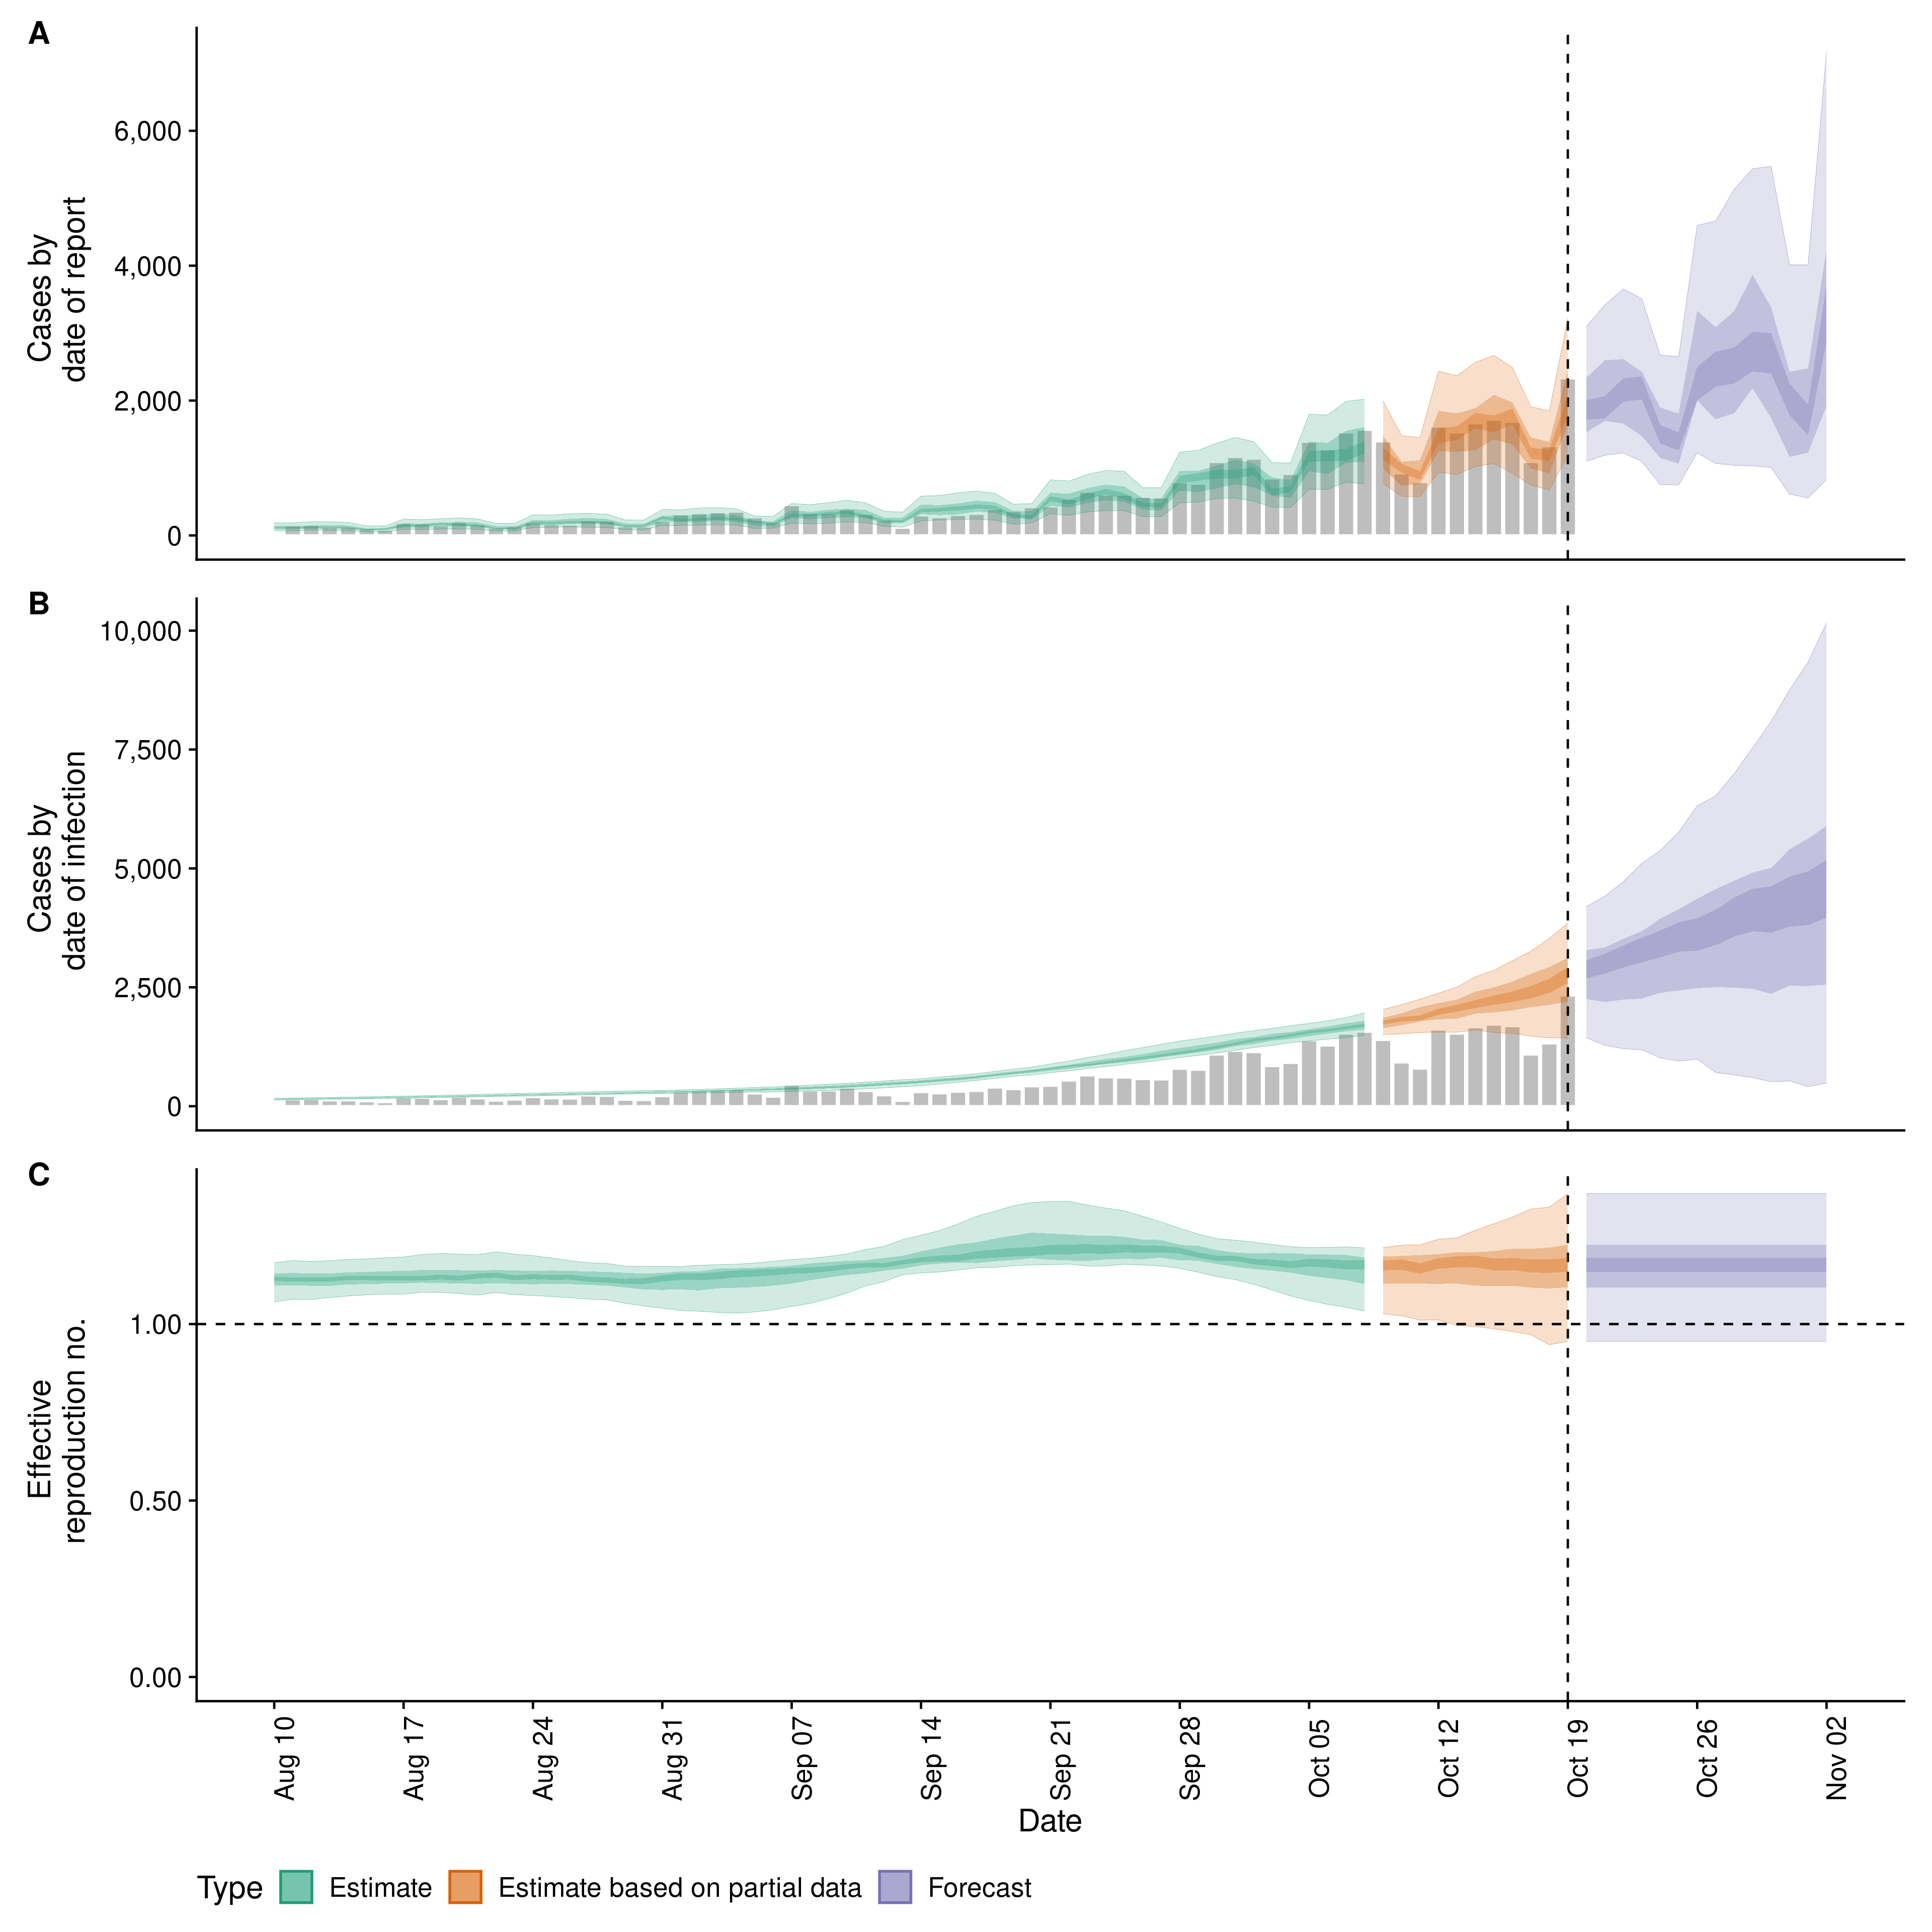 A
6,000
4,000
2,000
0
Cases by
date of report
B
10,000
7,500
5,000
2,500
0
Cases by
date of infection
C
1.00
0.50
0.00
Effective
reproduction no.
Aug 10
Aug 17
Aug 24
Aug 31
Sep 07
Sep 14
Sep 21
Sep 28
Oct 05
Oct 12
Oct 19
Oct 26
Nov 02
Date
Type Estimate Estimate based on partial data Forecast